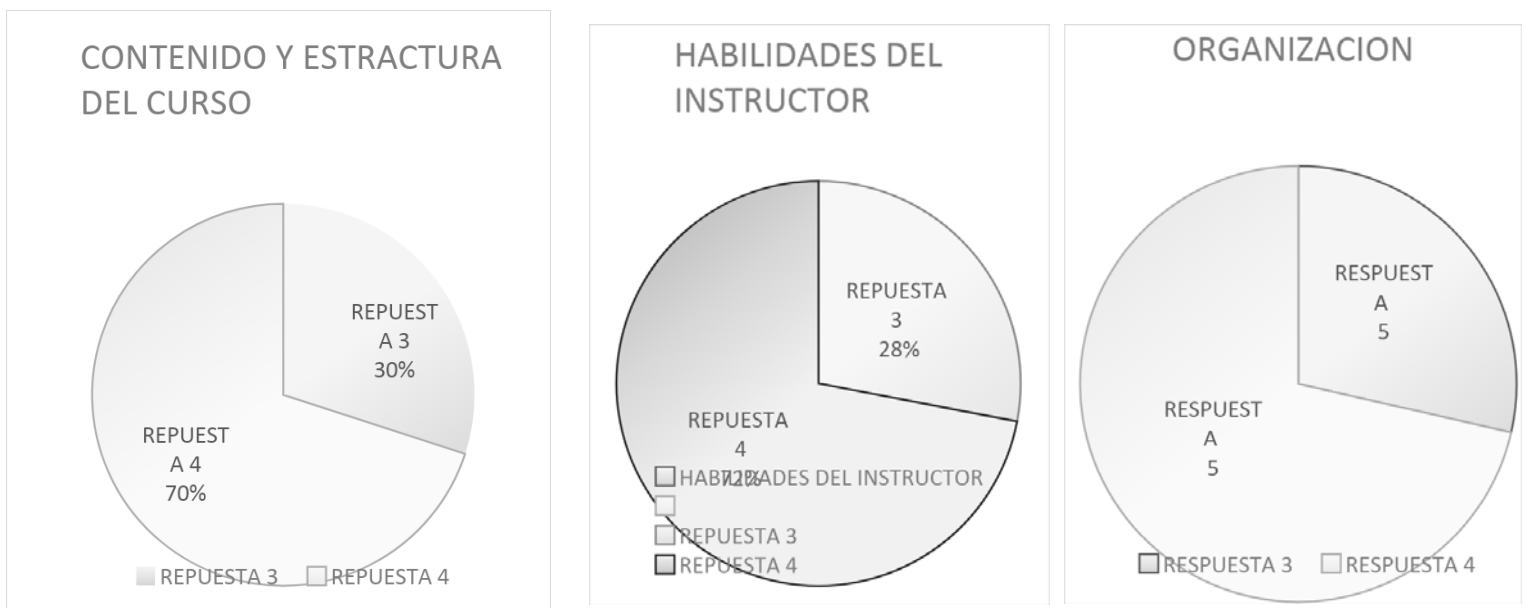 CONTENIDO Y ESTRACTURA
DEL CURSO
REPUEST
A 3
30%
REPUEST
A 4
70%
REPUESTA 3
REPUESTA 4
HABILIDADES DEL
INSTRUCTOR
REPUESTA
3
28%
REPUESTA
4
72%
HABILIDADES DEL INSTRUCTOR
REPUESTA 3
REPUESTA 4
ORGANIZACION
RESPUEST
A
5
RESPUEST
A
5
RESPUESTA 3
RESPUESTA 4